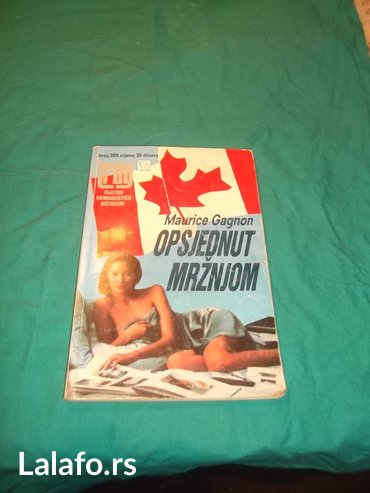 broj 289 cijena 30 dinara
Maurice Gagnon
OPSJEDNUT
MRŽNJOM
Lalafo.rs